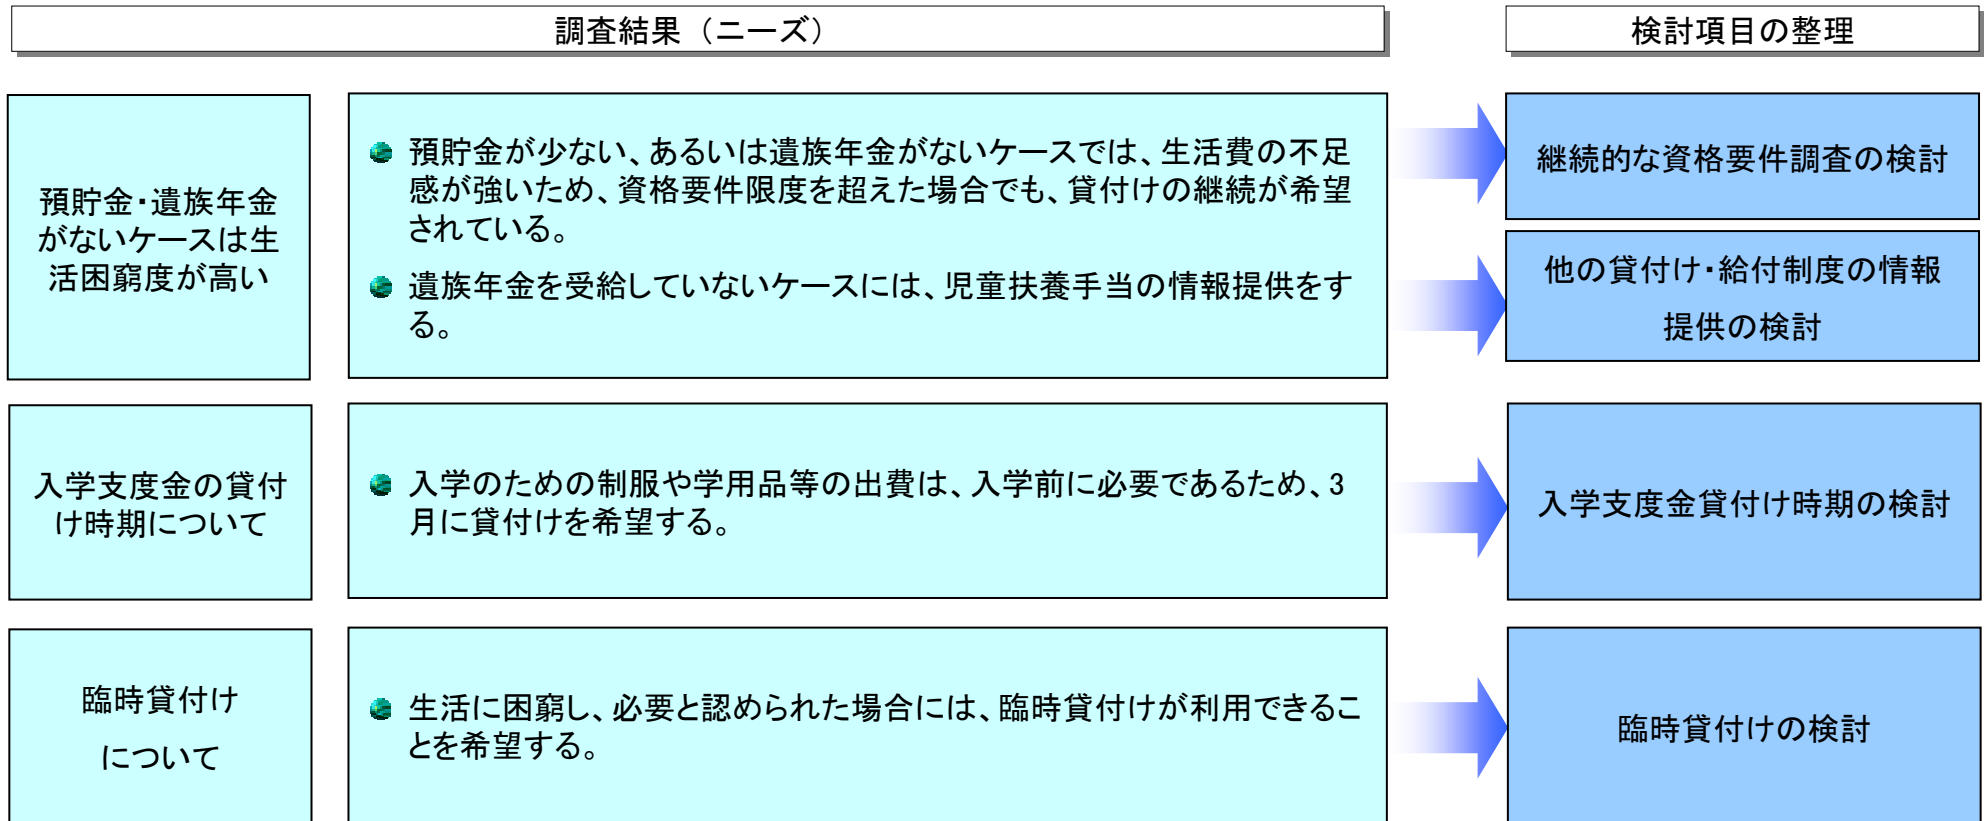 調査結果（ニーズ）
検討項目の整理
預貯金・遺族年金
がないケースは生
活困窮度が高い
預貯金が少ない、あるいは遺族年金がないケースでは、生活費の不足
感が強いため、資格要件限度を超えた場合でも、貸付けの継続が希望
されている。
遺族年金を受給していないケースには、児童扶養手当の情報提供をす
る。
継続的な資格要件調査の検討
他の貸付け・給付制度の情報
提供の検討
入学支度金の貸付
け時期について
入学のための制服や学用品等の出費は、入学前に必要であるため、3
月に貸付けを希望する。
入学支度金貸付け時期の検討
臨時貸付け
について
生活に困窮し、必要と認められた場合には、臨時貸付けが利用できるこ
とを希望する。
臨時貸付けの検討